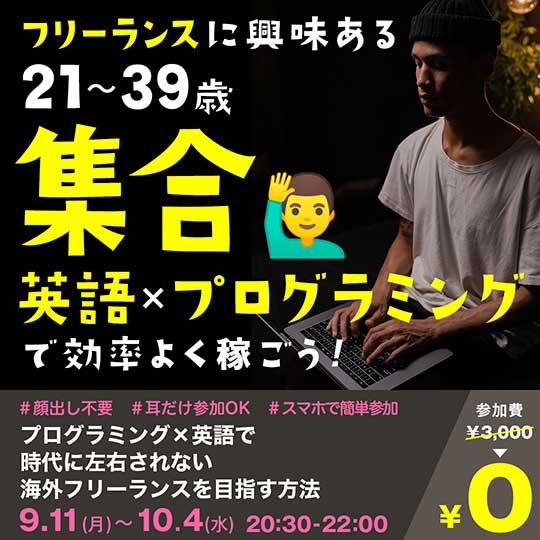 フリーランスに興味ある
21〜39歳
集合
英語×プログラミング
で効率よく稼ごう!
#顔出し不要 #耳だけ参加OK #スマホで簡単参加
プログラミング×英語で
時代に左右されない
海外フリーランスを目指す方法
9.11(月)〜10.4(水) 20:30-22:00
参加費
¥3,000
¥0